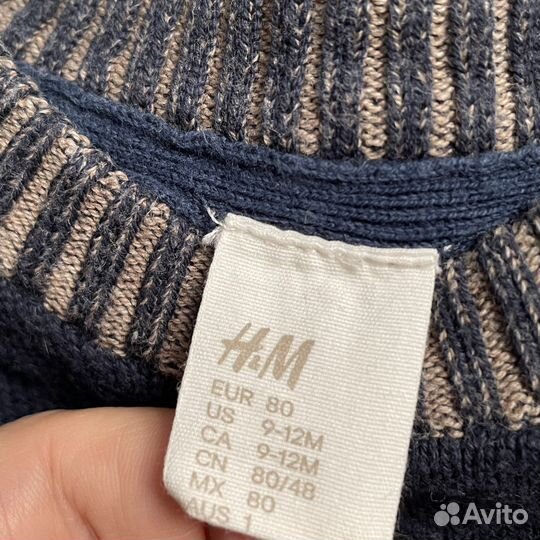 H&M
EUR 80
US 9-12M
CA 9-12M
CN 80/48
MX 80
AUS 1
Avito